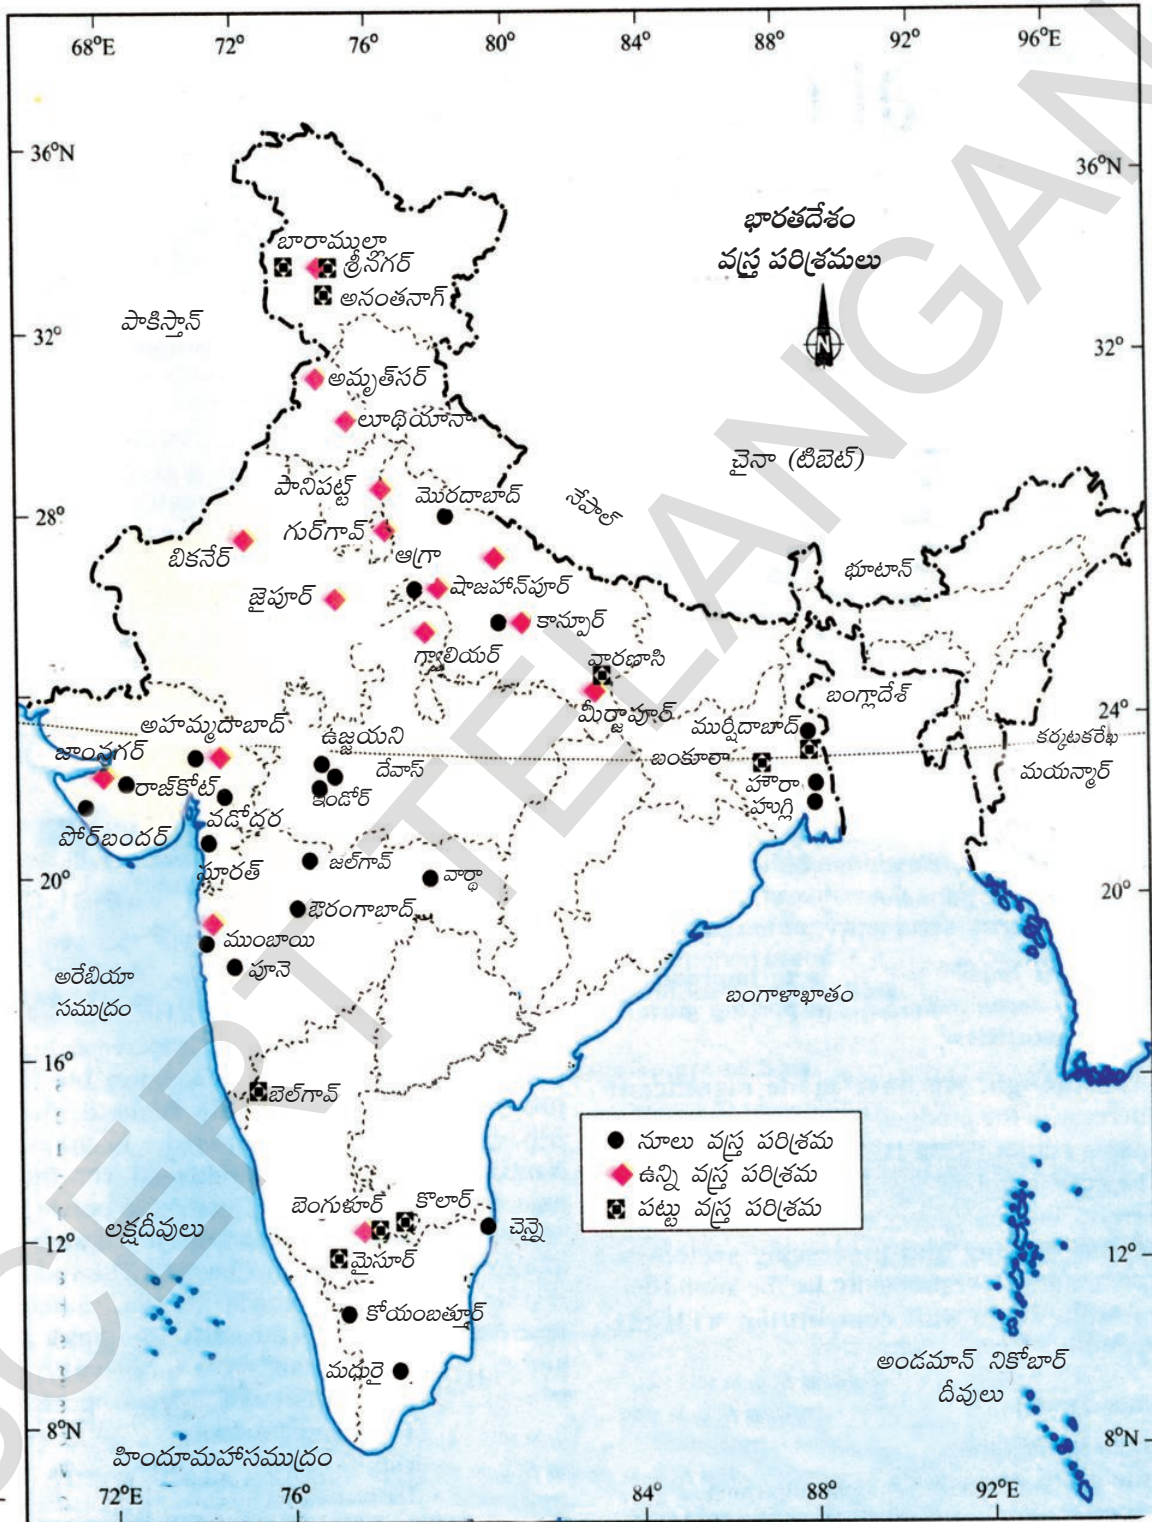 68°E 72° 76° 80° 84° 88° 92° 96°E
36°N 36°N
భారతదేశం
వస్త్ర పరిశ్రమలు
N
బారాముల్లా
శ్రీనగర్
అనంతనాగ్
పాకిస్తాన్
32° 32°
అమృత్‌సర్
లూథియానా
చైనా (టిబెట్)
పానిపట్ట్
మొరదాబాద్
నేపాల్
28° 28°
గుర్‌గావ్
బికనేర్
ఆగ్రా
భూటాన్
జైపూర్
షాజహాన్‌పూర్
కాన్పూర్
గ్వాలియర్
వారణాసి
బంగ్లాదేశ్
మీర్జాపూర్
24°
అహమ్మదాబాద్
ముర్షిదాబాద్
కర్కటకరేఖ
ఉజ్జయని
జాంనగర్
దేవాస్
బంకూరా
మయన్మార్
రాజ్‌కోట్
ఇండోర్
హౌరా
వడోదర
హుగ్లి
పోర్‌బందర్
సూరత్
జల్‌గావ్
వార్ధా
20° 20°
ఔరంగాబాద్
ముంబాయి
పూనె
అరేబియా
సముద్రం
బంగాళాఖాతం
16°
బెల్‌గావ్
నూలు వస్త్ర పరిశ్రమ
ఉన్ని వస్త్ర పరిశ్రమ
పట్టు వస్త్ర పరిశ్రమ
బెంగుళూర్
కొలార్
చెన్నై
లక్షదీవులు
12° 12°
మైసూర్
కోయంబత్తూర్
మధురై
అండమాన్ నికోబార్
దీవులు
8°N 8°N
హిందూమహాసముద్రం
72°E 76° 80° 84° 88° 92°E
SCERT TELANGAN